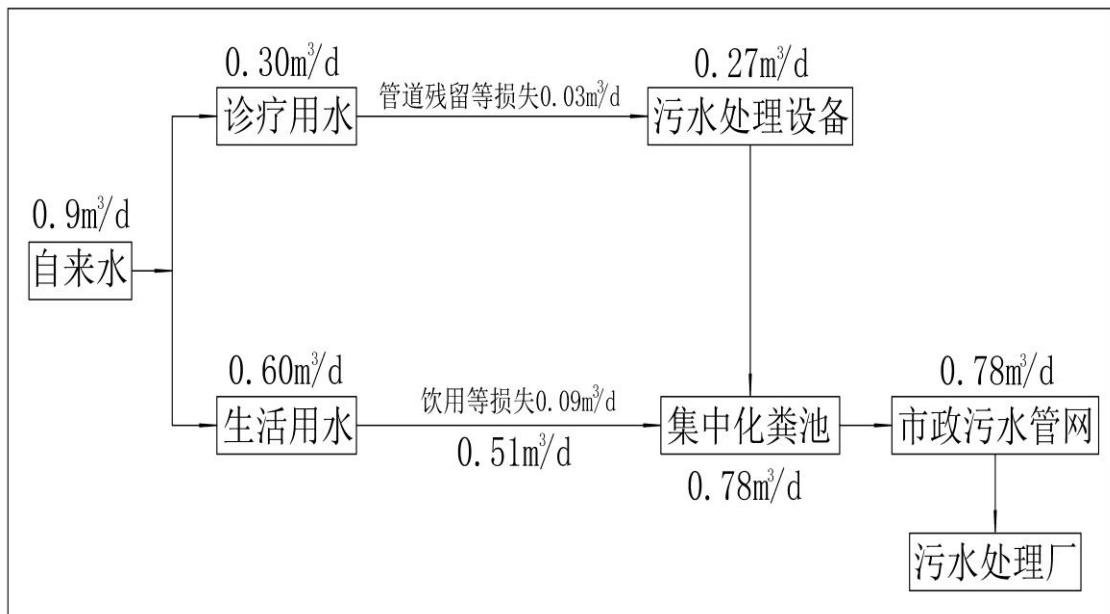 0.30m³/d
诊疗用水
管道残留等损失0.03m³/d
0.27m³/d
污水处理设备
0.9m³/d
自来水
0.60m³/d
生活用水
饮用等损失0.09m³/d
0.51m³/d
集中化粪池
0.78m³/d
0.78m³/d
市政污水管网
污水处理厂